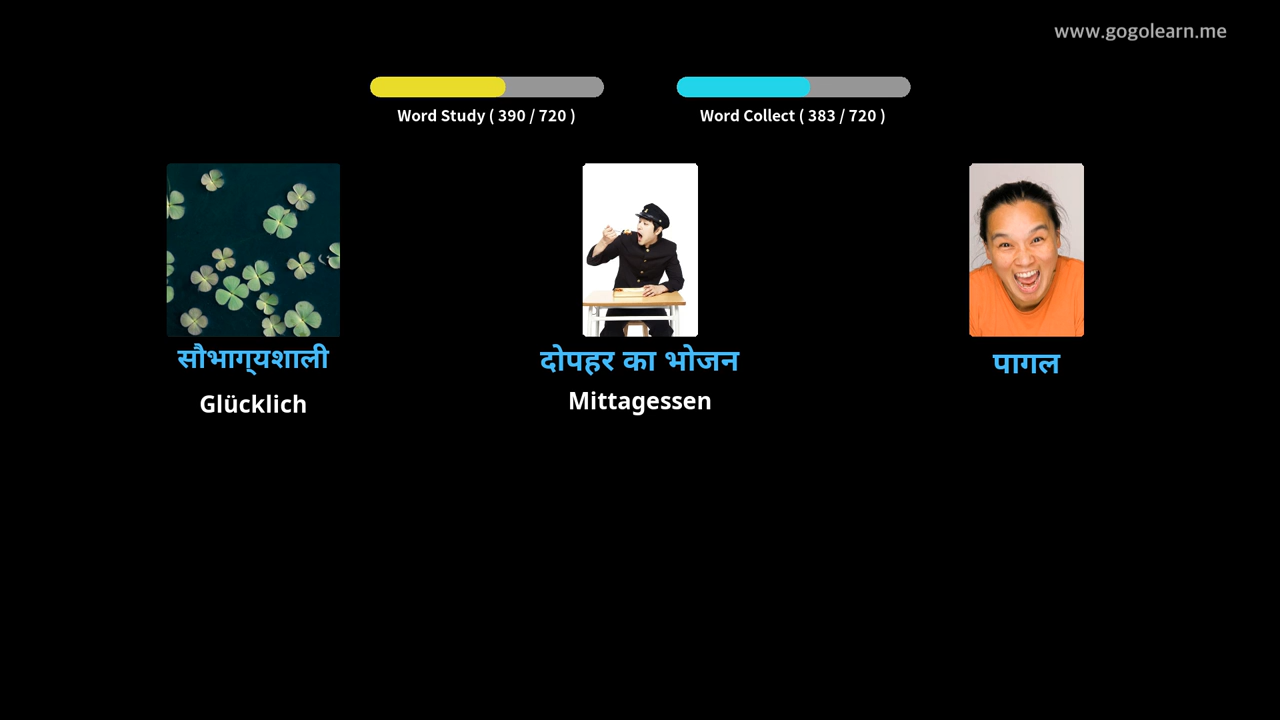 www.gogolearn.me
Word Study ( 390 / 720 )
Word Collect ( 383 / 720 )
सौभाग्यशाली
दोपहर का भोजन
पागल
Glücklich
Mittagessen